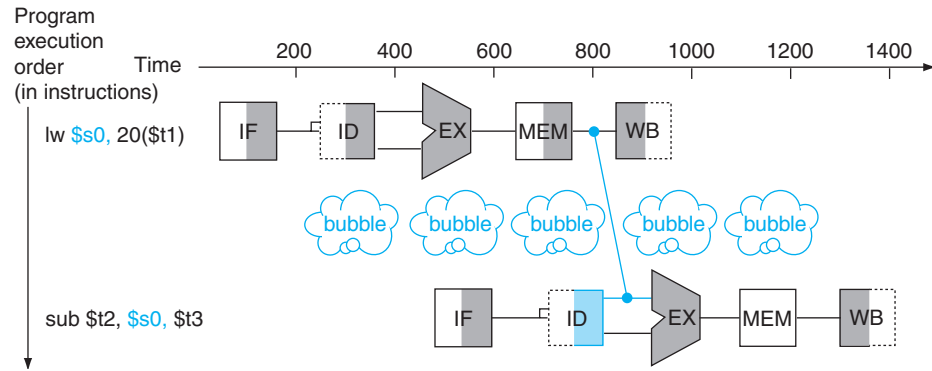 Program
execution
order
(in instructions)
Time
200 400 600 800 1000 1200 1400
lw $s0, 20($t1)
IF ID EX MEM WB
bubble bubble bubble bubble bubble
sub $t2, $s0, $t3
IF ID EX MEM WB